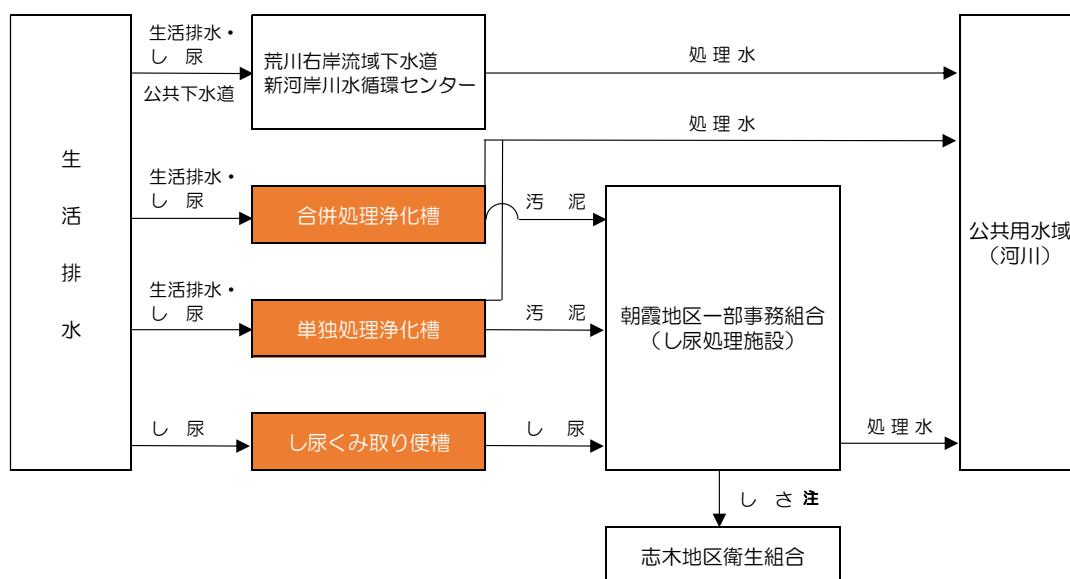 生活排水
生活排水・
し 尿
公共下水道
荒川右岸流域下水道
新河岸川水循環センター
処 理 水
処 理 水
生活排水・
し 尿
合併処理浄化槽
汚 泥
生活排水・
し 尿
単独処理浄化槽
汚 泥
し 尿
し尿くみ取り便槽
し 尿
朝霞地区一部事務組合
（し尿処理施設）
処 理 水
公共用水域
（河川）
し さ 注
志木地区衛生組合